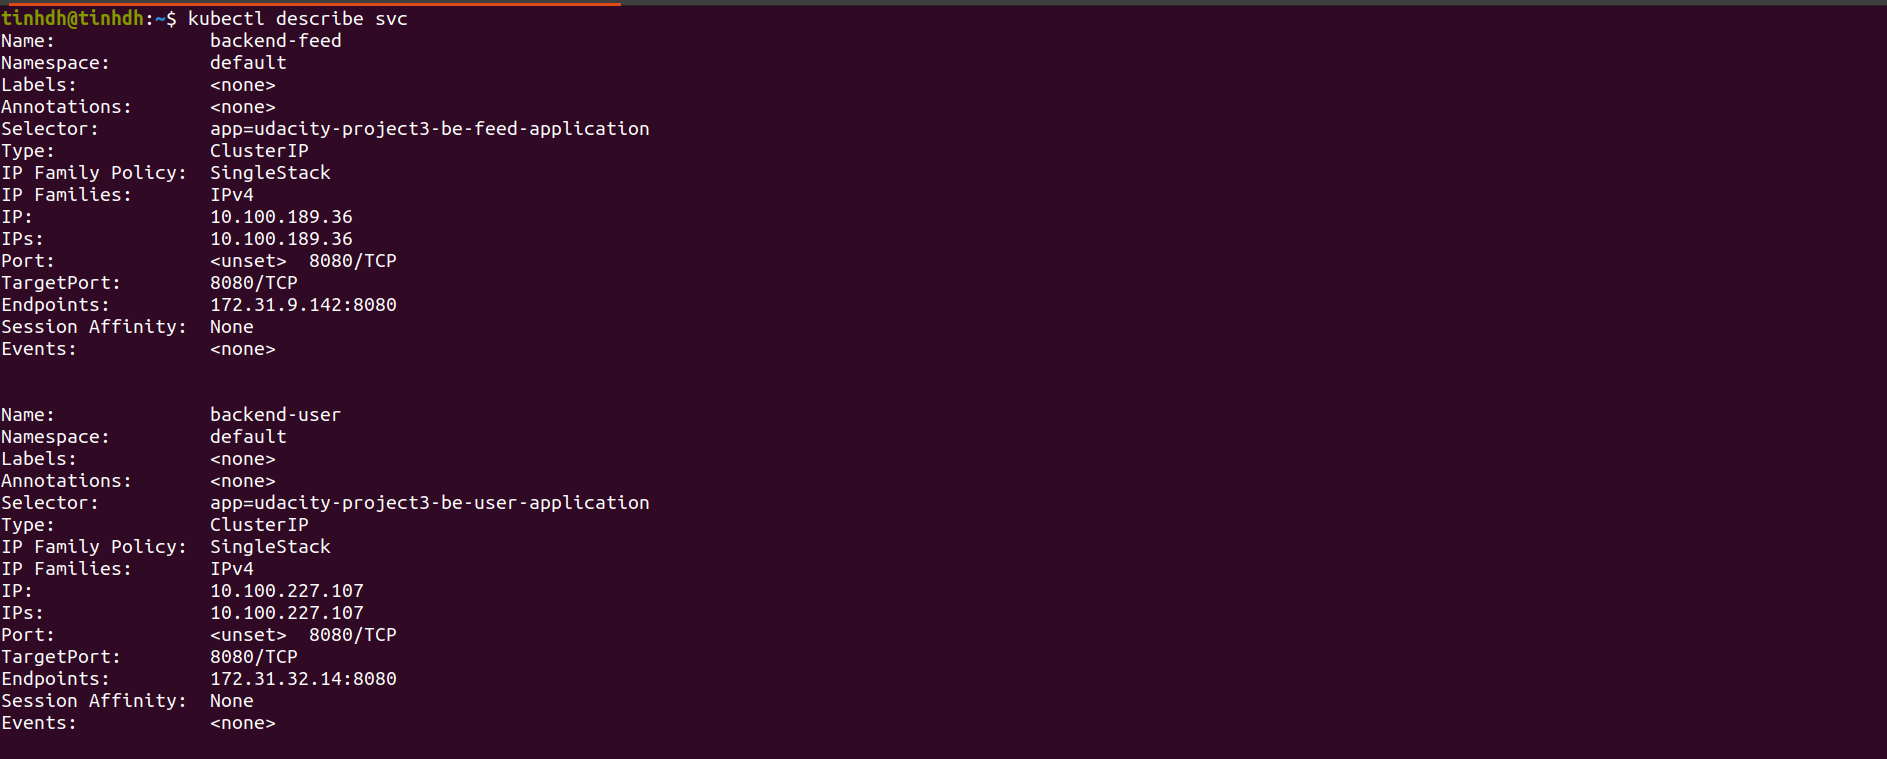 tinhdh@tinhdh:~$ kubectl describe svc
Name:              backend-feed
Namespace:         default
Labels:            <none>
Annotations:       <none>
Selector:          app=udacity-project3-be-feed-application
Type:              ClusterIP
IP Family Policy:  SingleStack
IP Families:       IPv4
IP:                10.100.189.36
IPs:               10.100.189.36
Port:              <unset>  8080/TCP
TargetPort:        8080/TCP
Endpoints:         172.31.9.142:8080
Session Affinity:  None
Events:            <none>
Name:              backend-user
Namespace:         default
Labels:            <none>
Annotations:       <none>
Selector:          app=udacity-project3-be-user-application
Type:              ClusterIP
IP Family Policy:  SingleStack
IP Families:       IPv4
IP:                10.100.227.107
IPs:               10.100.227.107
Port:              <unset>  8080/TCP
TargetPort:        8080/TCP
Endpoints:         172.31.32.14:8080
Session Affinity:  None
Events:            <none>